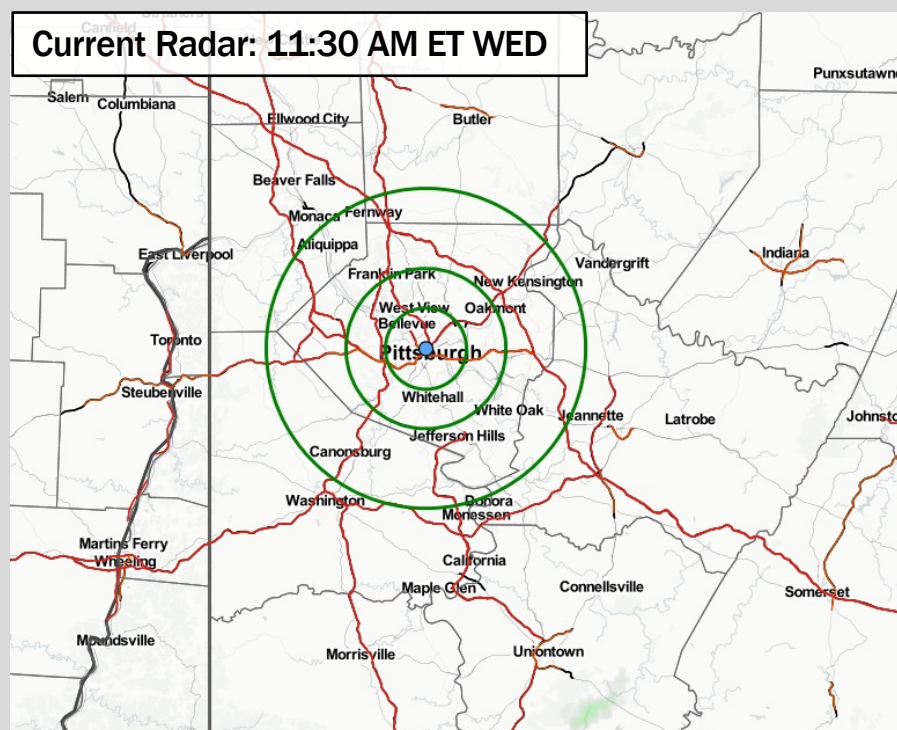 Current Radar: 11:30 AM ET WED
Canfield
Punxsutawne
Salem
Columbiana
Ellwood City
Butler
Beaver Falls
Monaca
Fernway
Aliquippa
East Liverpool
Franklin Park
New Kensington
Vandergrift
Indiana
West View
Oakmont
Bellevue
Toronto
Pittsburgh
Steubenville
Whitehall
White Oak
Jeannette
Latrobe
Johnsto
Jefferson Hills
Canonsburg
Washington
Donora
Monessen
Martins Ferry
Wheeling
California
Maple Glen
Connellsville
Somerset
Moundsville
Morrisville
Uniontown